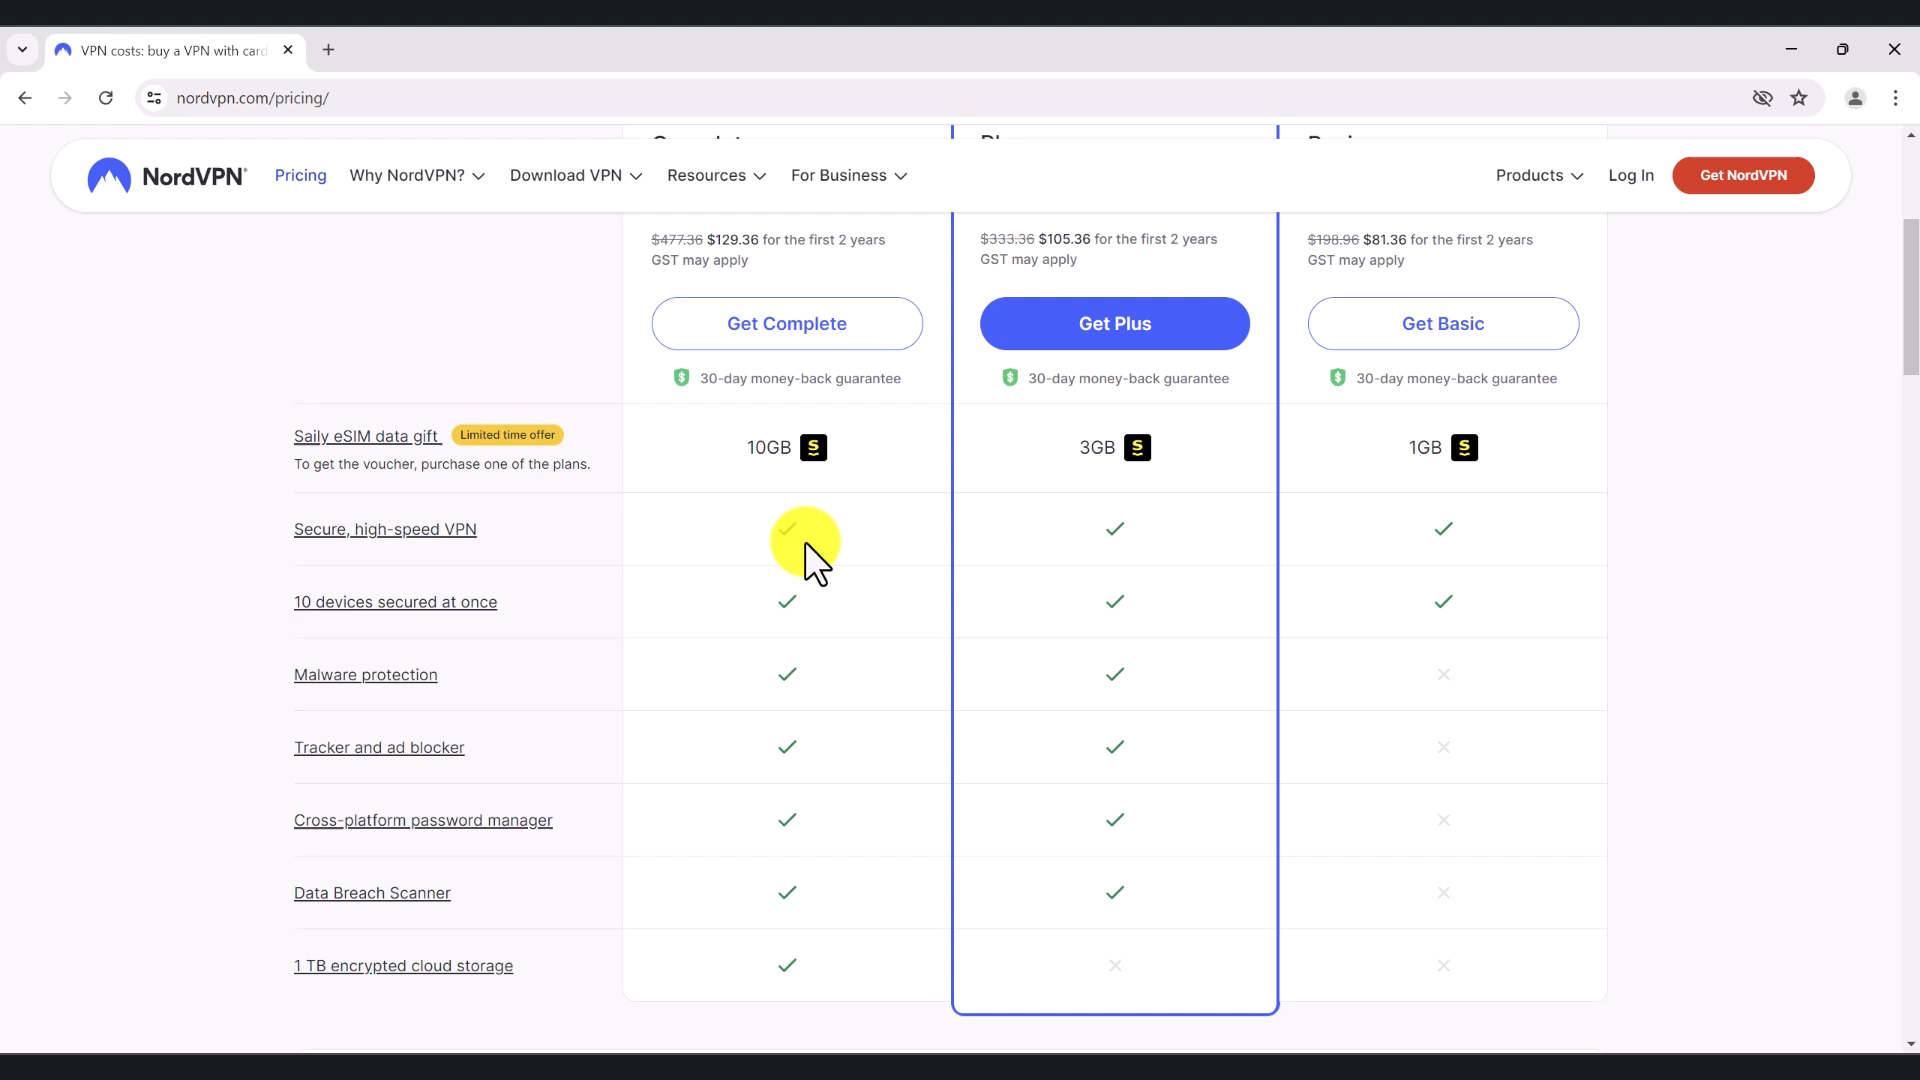 VPN costs: buy a VPN with card
nordvpn.com/pricing/
NordVPN®
Pricing
Why NordVPN?
Download VPN
Resources
For Business
Products
Log In
Get NordVPN
$477.36 $129.36 for the first 2 years
GST may apply
$333.36 $105.36 for the first 2 years
GST may apply
$198.96 $81.36 for the first 2 years
GST may apply
Get Complete
Get Plus
Get Basic
30-day money-back guarantee
30-day money-back guarantee
30-day money-back guarantee
Saily eSIM data gift
Limited time offer
To get the voucher, purchase one of the plans.
10GB
3GB
1GB
Secure, high-speed VPN
10 devices secured at once
Malware protection
Tracker and ad blocker
Cross-platform password manager
Data Breach Scanner
1 TB encrypted cloud storage